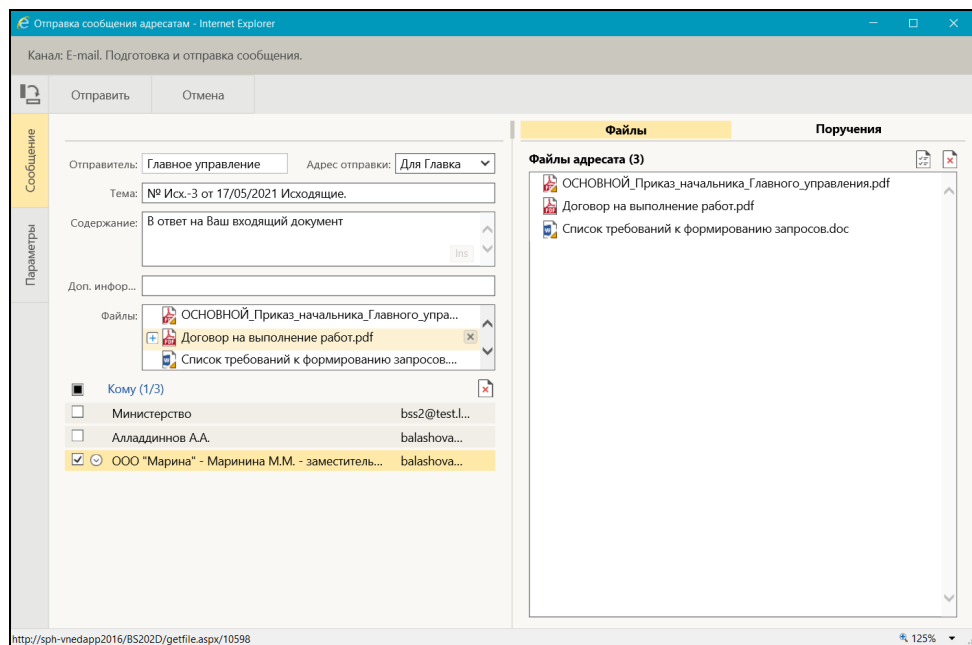 Отправка сообщения адресатам - Internet Explorer
Канал: E-mail. Подготовка и отправка сообщения.
Отправить Отмена
Сообщение
Параметры
Файлы Поручения
Отправитель: Главное управление Адрес отправки: Для Главка
Тема: № Исх.-3 от 17/05/2021 Исходящие.
Содержание: В ответ на Ваш входящий документ
Ins
Доп. инфор...
Файлы: ОСНОВНОЙ_Приказ_начальника_Главного_упра...
Договор на выполнение работ.pdf
Список требований к формированию запросов....
Кому (1/3)
Министерство bss2@test.l...
Алладдиннов А.А. balashova...
ООО "Марина" - Маринина М.М. - заместитель... balashova...
Файлы адресата (3)
ОСНОВНОЙ_Приказ_начальника_Главного_управления.pdf
Договор на выполнение работ.pdf
Список требований к формированию запросов.doc
http://sph-vnedapp2016/BS202D/getfile.aspx/10598
125%